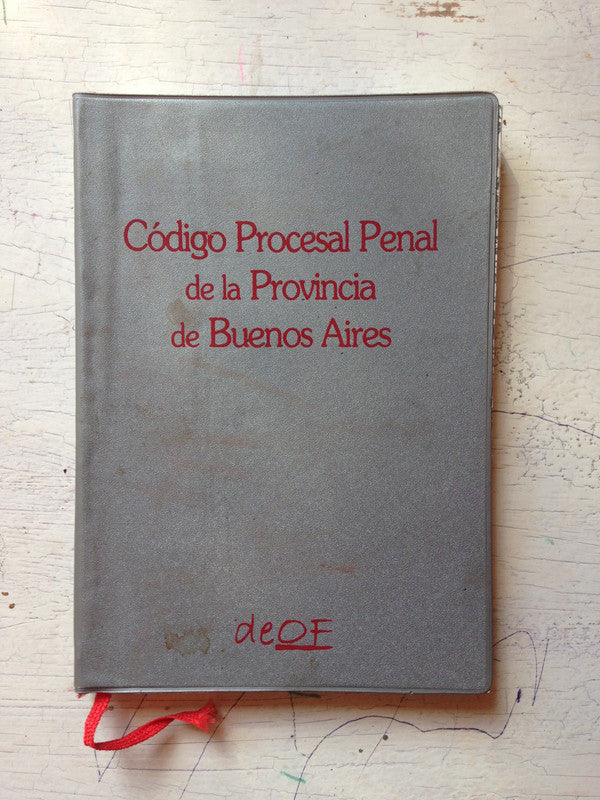 Código Procesal Penal
de la Provincia
de Buenos Aires
deOF